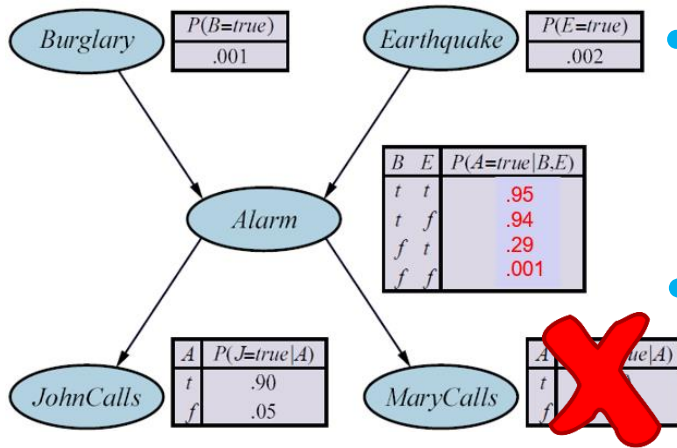 Burglary
P(B=true)
.001
Earthquake
P(E=true)
.002
B E P(A=true|B,E)
t t .95
t f .94
f t .29
f f .001
Alarm
A P(J=true|A)
t .90
f .05
JohnCalls
MaryCalls
A ue|A)
t
f